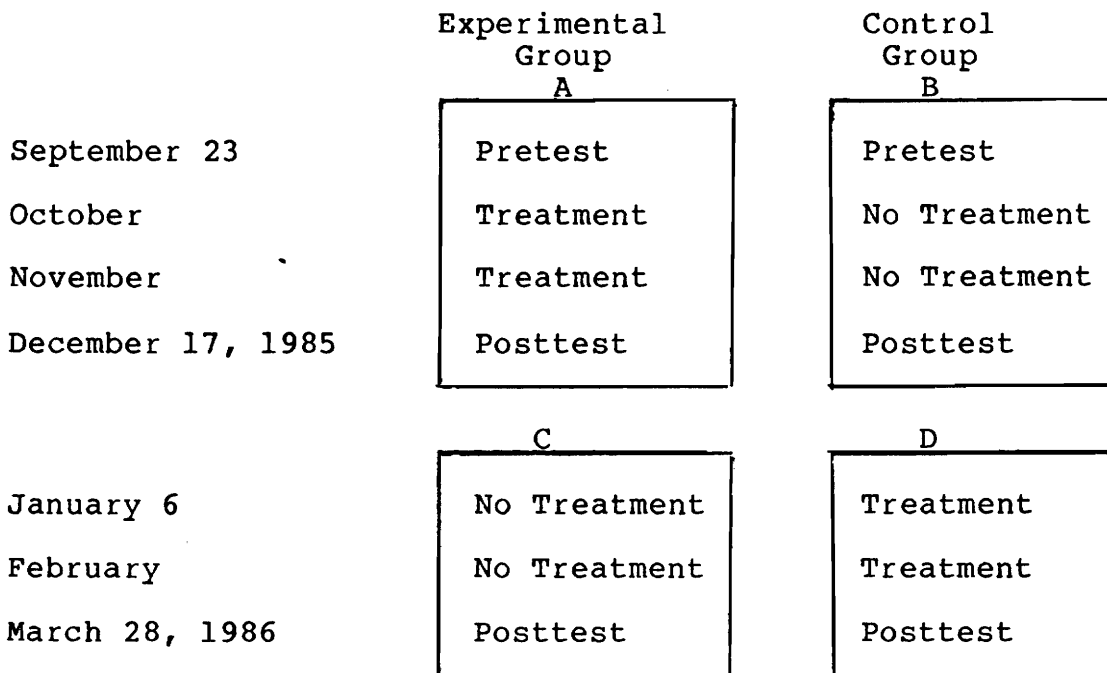 Experimental Control
Group Group
A B
September 23 Pretest Pretest
October Treatment No Treatment
November Treatment No Treatment
December 17, 1985 Posttest Posttest
C D
January 6 No Treatment Treatment
February No Treatment Treatment
March 28, 1986 Posttest Posttest